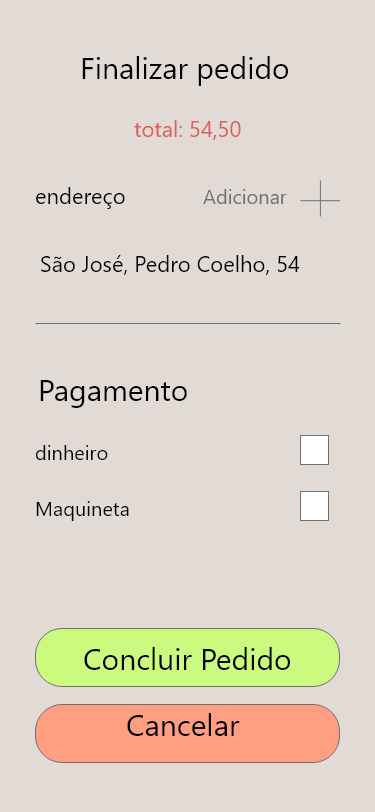 Finalizar pedido
total: 54,50
endereço Adicionar
São José, Pedro Coelho, 54
Pagamento
dinheiro
Maquineta
Concluir Pedido
Cancelar